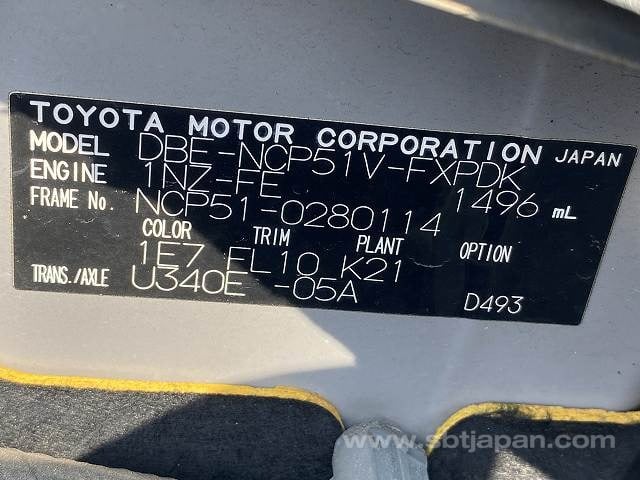 TOYOTA MOTOR CORPORATION JAPAN
MODEL DBE-NCP51V-FXPDK
ENGINE 1NZ-FE 1496 mL
FRAME No. NCP51-0280114
COLOR TRIM PLANT OPTION
1E7 FL10 K21
TRANS./AXLE U340E -05A D493
www.sbtjapan.com